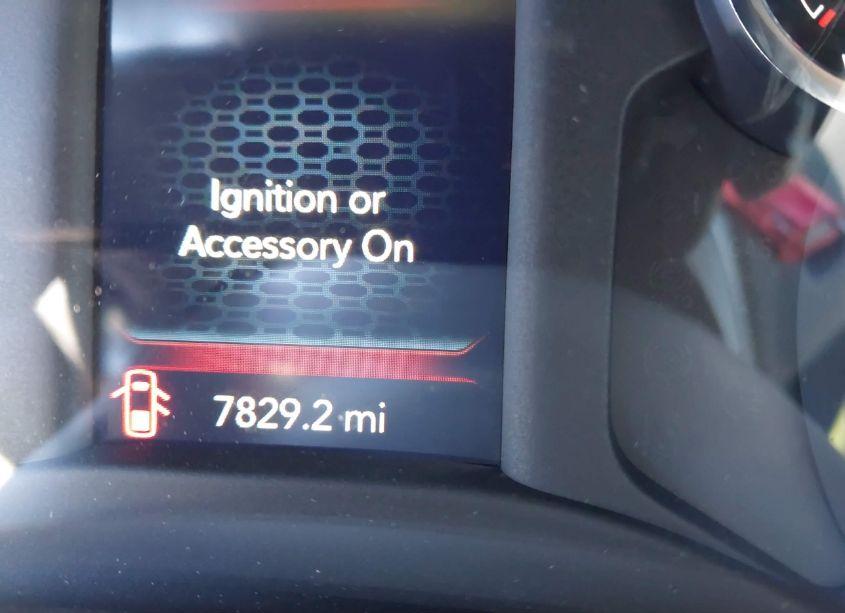 Ignition or
Accessory On
7829.2 mi